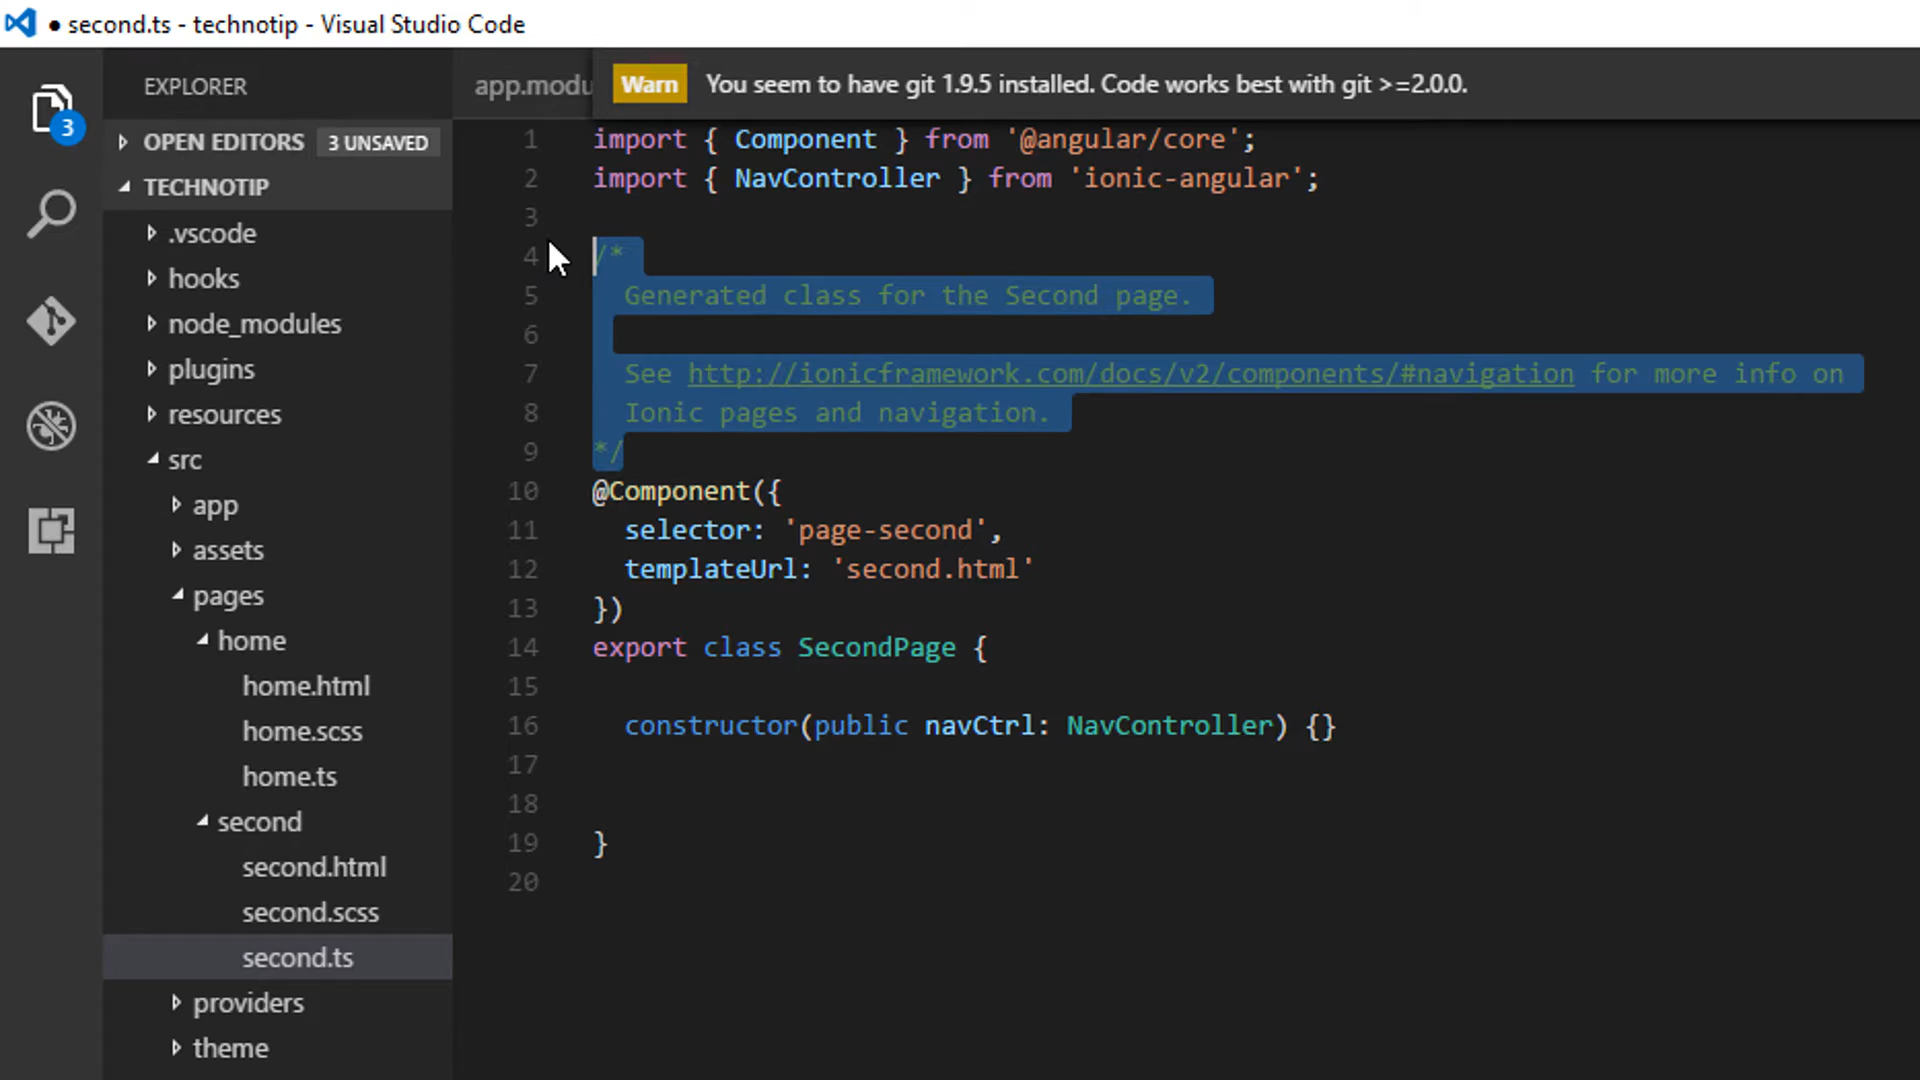 ● second.ts - technotip - Visual Studio Code
EXPLORER
OPEN EDITORS 3 UNSAVED
TECHNOTIP
.vscode
hooks
node_modules
plugins
resources
src
app
assets
pages
home
home.html
home.scss
home.ts
second
second.html
second.scss
second.ts
providers
theme
3
app.modu
Warn You seem to have git 1.9.5 installed. Code works best with git >=2.0.0.
1 import { Component } from '@angular/core';
2 import { NavController } from 'ionic-angular';
3
4 /*
5 Generated class for the Second page.
6
7 See http://ionicframework.com/docs/v2/components/#navigation for more info on
8 Ionic pages and navigation.
9 */
10 @Component({
11 selector: 'page-second',
12 templateUrl: 'second.html'
13 })
14 export class SecondPage {
15
16 constructor(public navCtrl: NavController) {}
17
18
19 }
20